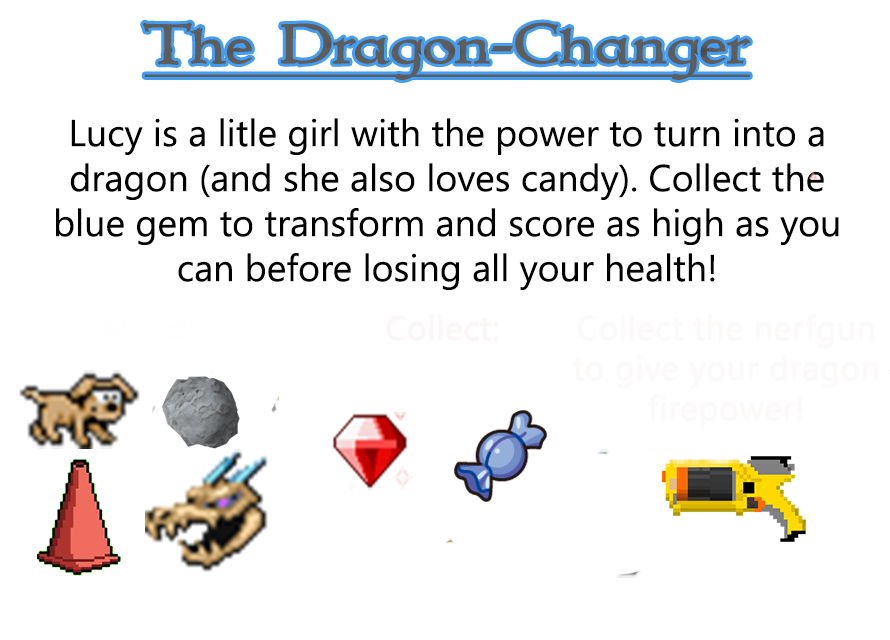 The Dragon-Changer
Lucy is a litle girl with the power to turn into a
dragon (and she also loves candy). Collect the
blue gem to transform and score as high as you
can before losing all your health!
Collect:
Collect the nerfgun
to give your dragon
firepower!